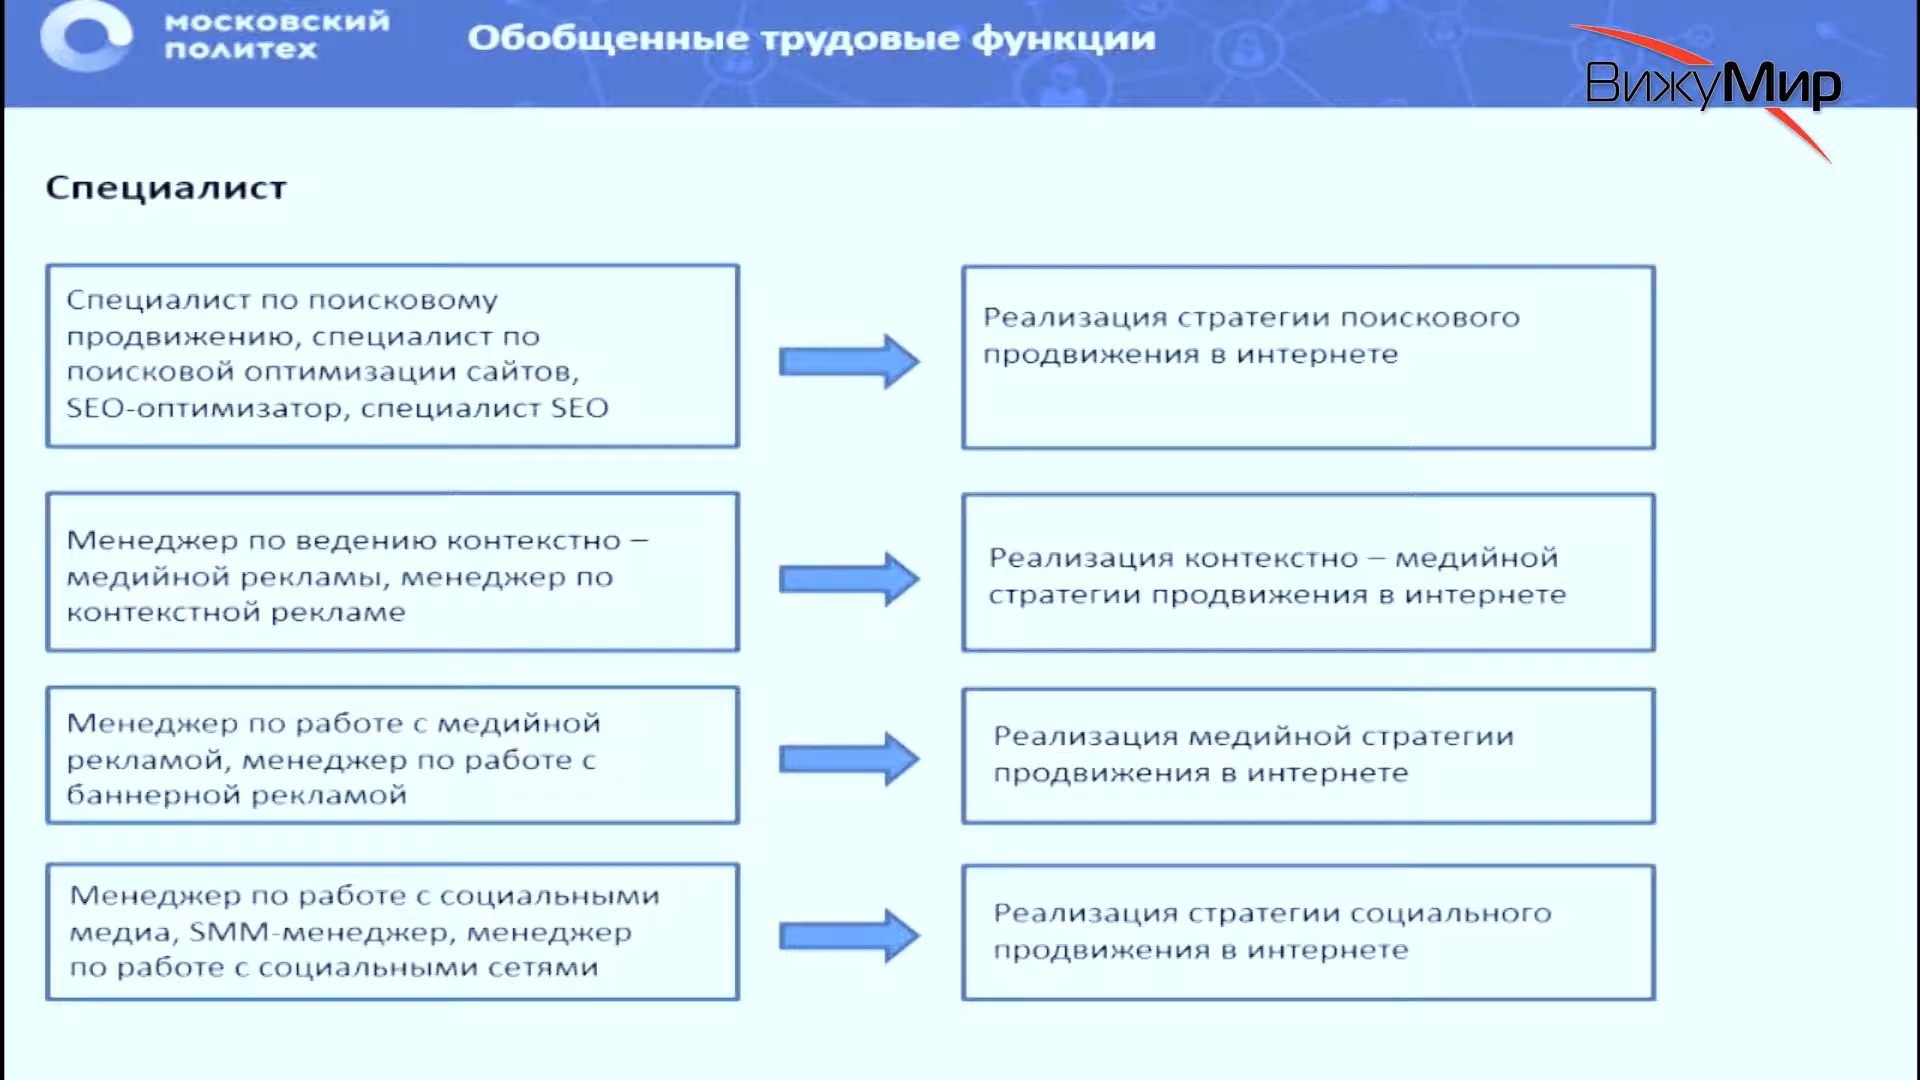 МОСКОВСКИЙ
ПОЛИТЕХ
Обобщенные трудовые функции
ВижуМир
Специалист
Специалист по поисковому
продвижению, специалист по
поисковой оптимизации сайтов,
SEO-оптимизатор, специалист SEO
Реализация стратегии поискового
продвижения в интернете
Менеджер по ведению контекстно –
медийной рекламы, менеджер по
контекстной рекламе
Реализация контекстно – медийной
стратегии продвижения в интернете
Менеджер по работе с медийной
рекламой, менеджер по работе с
баннерной рекламой
Реализация медийной стратегии
продвижения в интернете
Менеджер по работе с социальными
медиа, SMM-менеджер, менеджер
по работе с социальными сетями
Реализация стратегии социального
продвижения в интернете